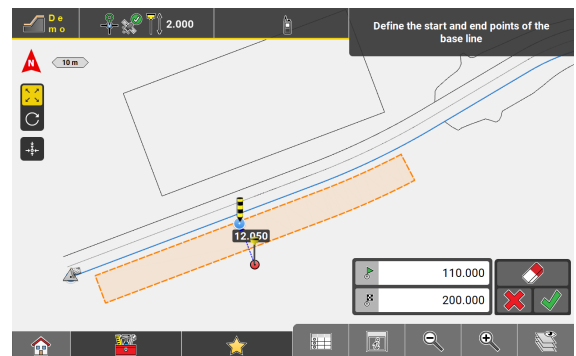 De
mo
2.000
Define the start and end points of the
base line
N
10 m
12.050
110.000
200.000